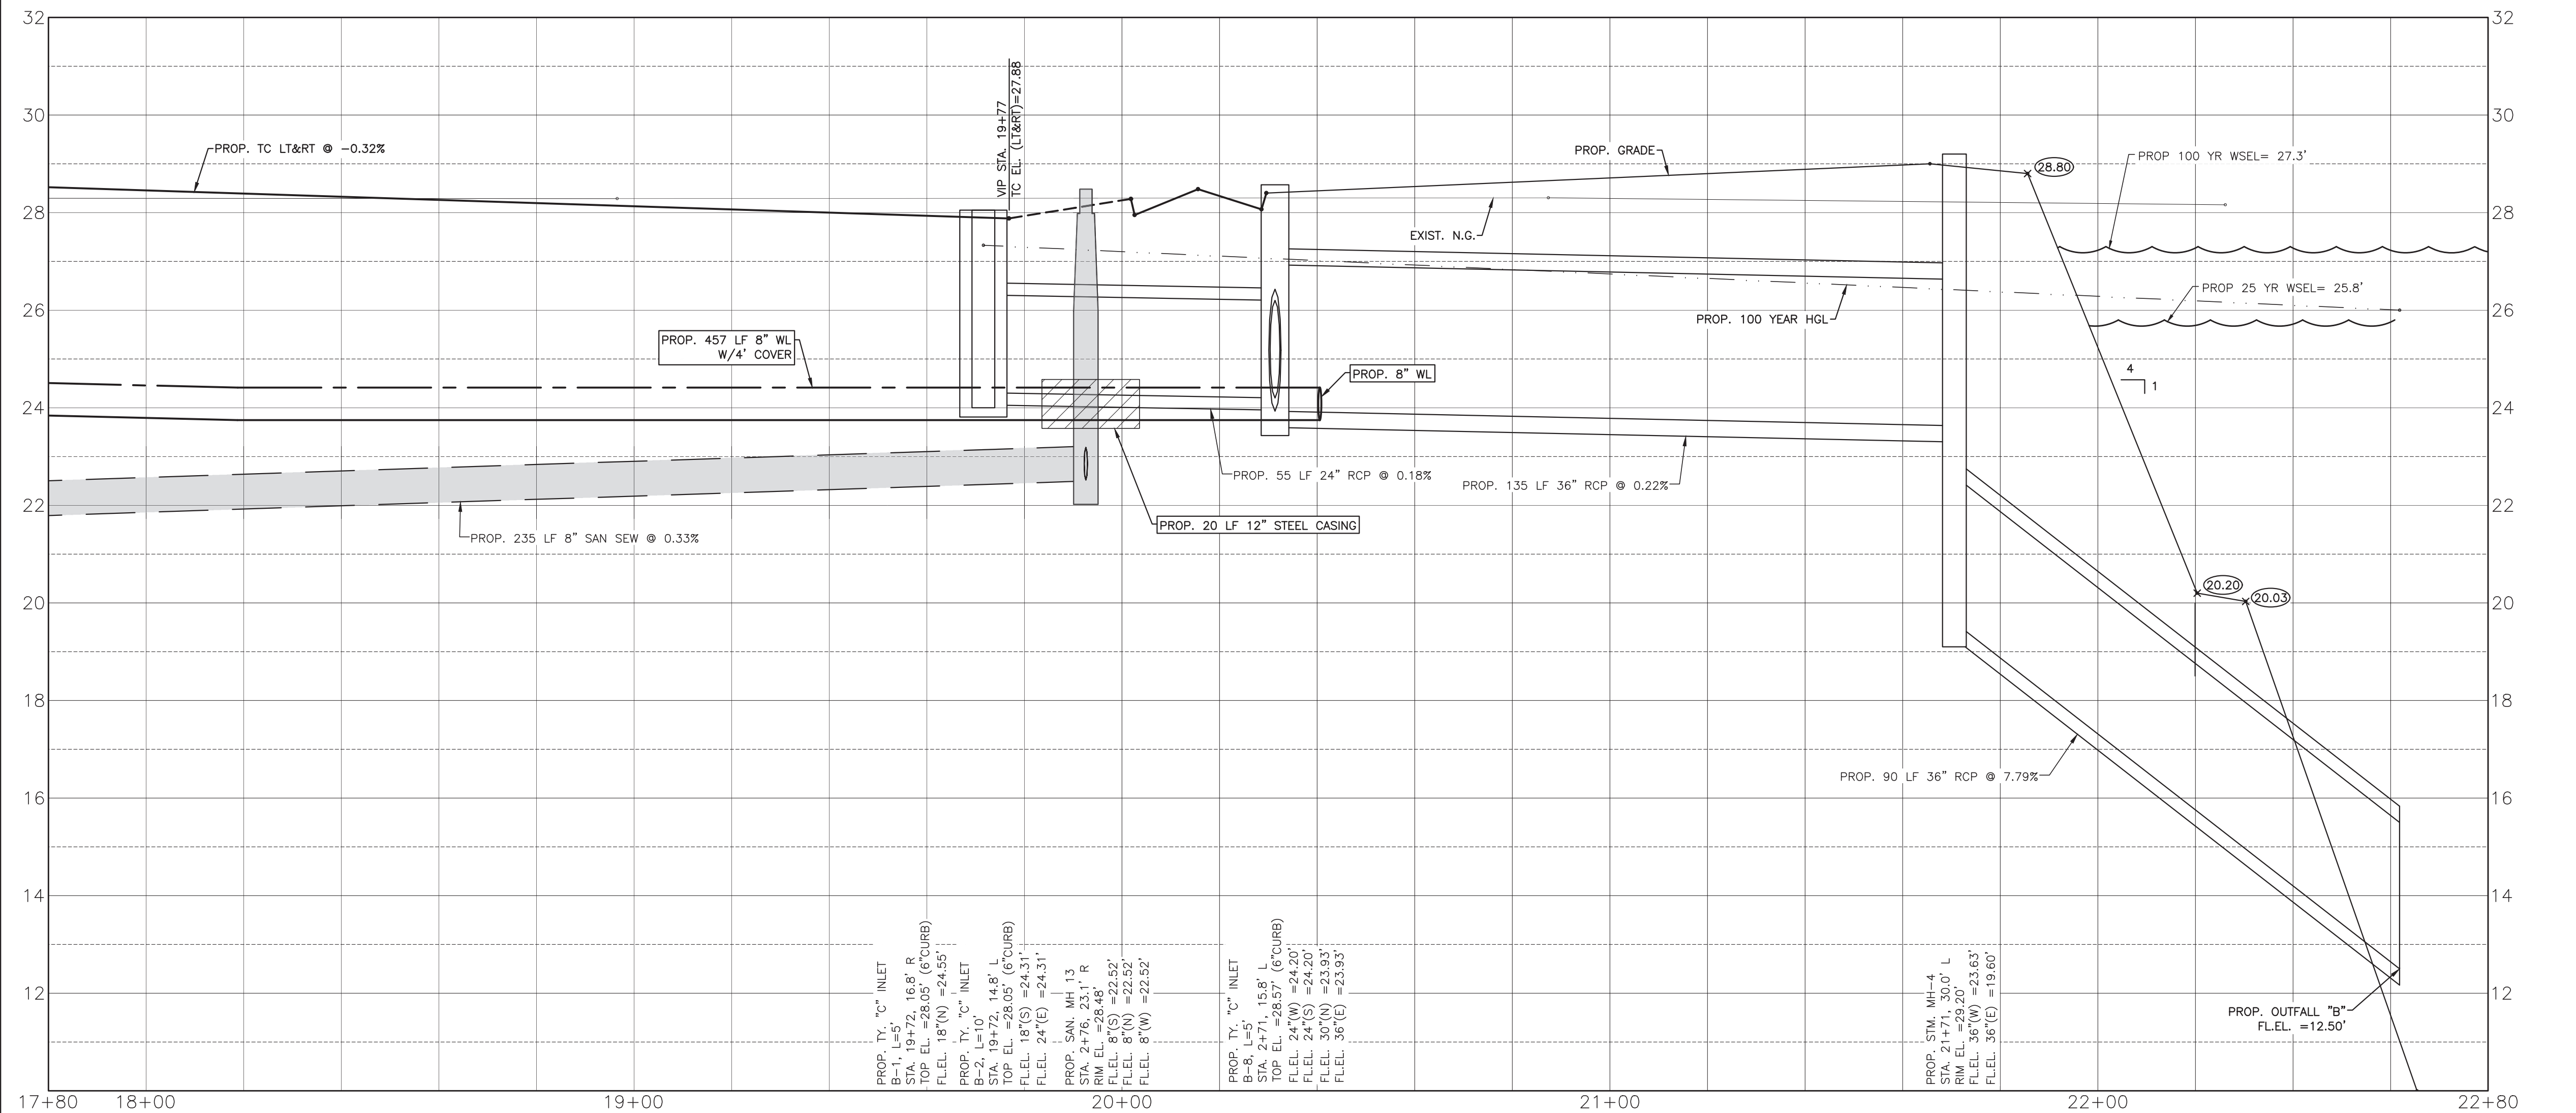 32
30
28
26
24
22
20
18
16
14
12
32
30
28
26
24
22
20
18
16
14
12
17+80
18+00
19+00
20+00
21+00
22+00
22+80
PROP. TC LT&RT @ -0.32%
VIP STA. 19+77
TC EL. (LT&RT)=27.88
PROP. GRADE
28.80
PROP 100 YR WSEL= 27.3'
EXIST. N.G.
PROP 25 YR WSEL= 25.8'
PROP. 100 YEAR HGL
PROP. 457 LF 8" WL
W/4' COVER
PROP. 8" WL
4
1
PROP. 55 LF 24" RCP @ 0.18%
PROP. 135 LF 36" RCP @ 0.22%
PROP. 20 LF 12" STEEL CASING
PROP. 235 LF 8" SAN SEW @ 0.33%
20.20
20.03
PROP. 90 LF 36" RCP @ 7.79%
PROP. OUTFALL "B"
FL.EL. =12.50'
PROP. TY. "C" INLET
B-1, L=5'
STA. 19+72, 16.8' R
TOP EL. =28.05' (6"CURB)
FL.EL. 18"(N) =24.55'
PROP. TY. "C" INLET
B-2, L=10'
STA. 19+72, 14.8' L
TOP EL. =28.05' (6"CURB)
FL.EL. 18"(S) =24.31'
FL.EL. 24"(E) =24.31'
PROP. SAN. MH 13
STA. 2+76, 23.1' R
RIM EL. =28.48'
FL.EL. 8"(S) =22.52'
FL.EL. 8"(N) =22.52'
FL.EL. 8"(W) =22.52'
PROP. TY. "C" INLET
B-8, L=5'
STA. 2+71, 15.8' L
TOP EL. =28.57' (6"CURB)
FL.EL. 24"(W) =24.20'
FL.EL. 24"(S) =24.20'
FL.EL. 30"(N) =23.93'
FL.EL. 36"(E) =23.93'
PROP. STM. MH-4
STA. 21+71, 30.0' L
RIM EL. =29.20'
FL.EL. 36"(W) =23.63'
FL.EL. 36"(E) =19.60'